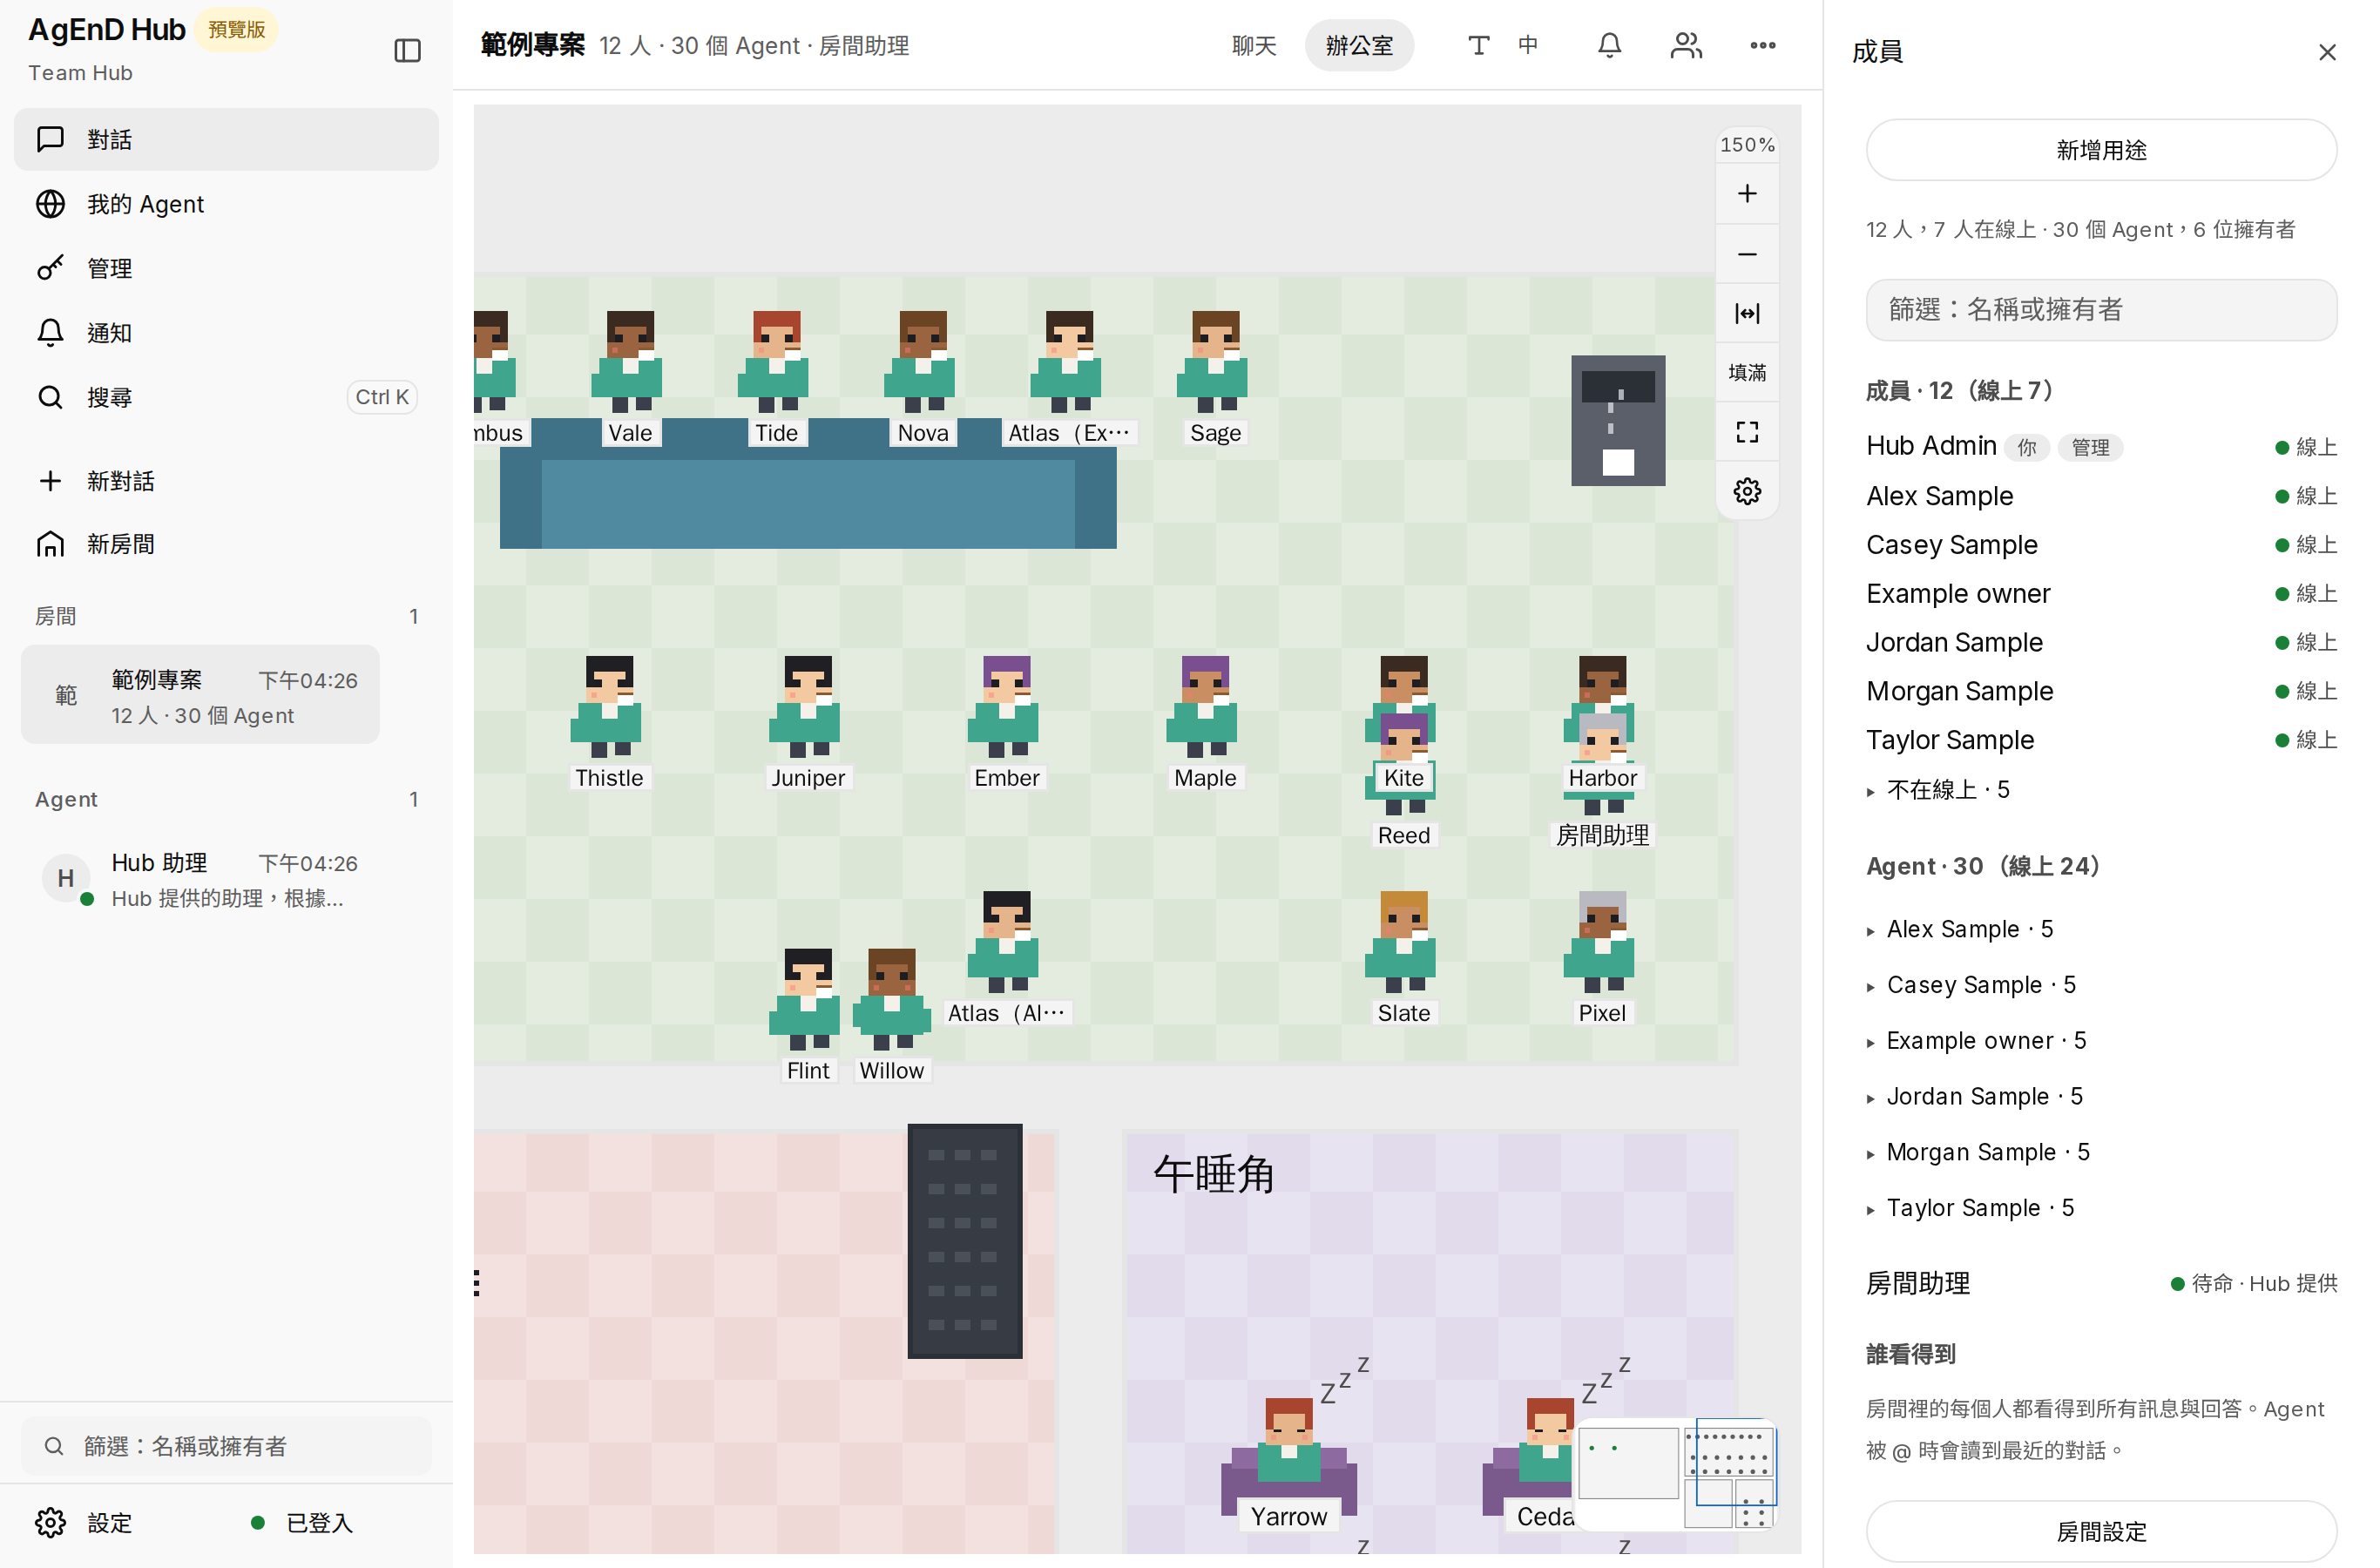 AgEnD Hub 預覽版
Team Hub
對話
我的 Agent
管理
通知
搜尋 Ctrl K
新對話
新房間
房間 1
範 範例專案 下午04:26
12 人 · 30 個 Agent
Agent 1
H Hub 助理 下午04:26
Hub 提供的助理，根據...
篩選：名稱或擁有者
設定 已登入
範例專案 12 人 · 30 個 Agent · 房間助理
聊天 辦公室 中
150%
填滿
mbus Vale Tide Nova Atlas（Ex… Sage
Thistle Juniper Ember Maple Kite Harbor
Reed 房間助理
Atlas（Al… Slate Pixel
Flint Willow
午睡角
z z z z z z
Yarrow Ceda
z z
成員
新增用途
12 人，7 人在線上 · 30 個 Agent，6 位擁有者
篩選：名稱或擁有者
成員 · 12（線上 7）
Hub Admin 你 管理 線上
Alex Sample 線上
Casey Sample 線上
Example owner 線上
Jordan Sample 線上
Morgan Sample 線上
Taylor Sample 線上
不在線上 · 5
Agent · 30（線上 24）
Alex Sample · 5
Casey Sample · 5
Example owner · 5
Jordan Sample · 5
Morgan Sample · 5
Taylor Sample · 5
房間助理 待命 · Hub 提供
誰看得到
房間裡的每個人都看得到所有訊息與回答。Agent
被 @ 時會讀到最近的對話。
房間設定